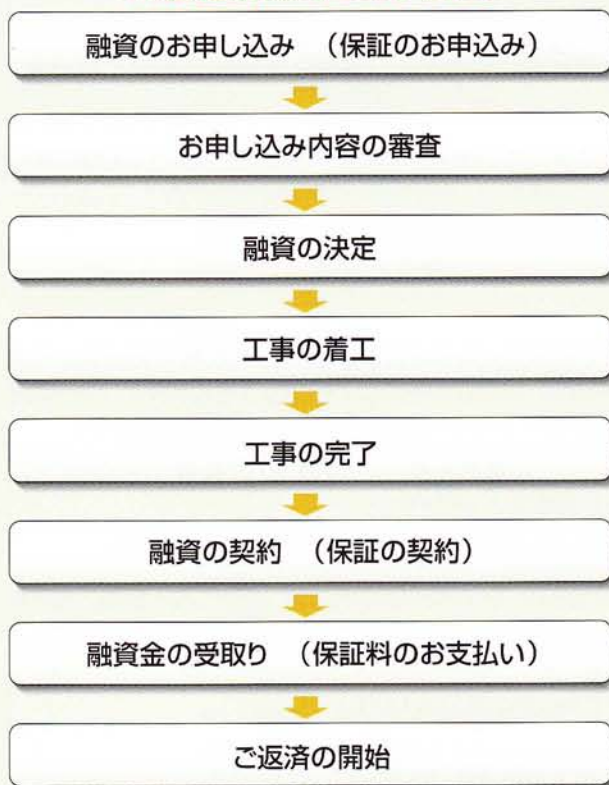 融資のお申し込み （保証のお申込み）
お申し込み内容の審査
融資の決定
工事の着工
工事の完了
融資の契約 （保証の契約）
融資金の受取り （保証料のお支払い）
ご返済の開始